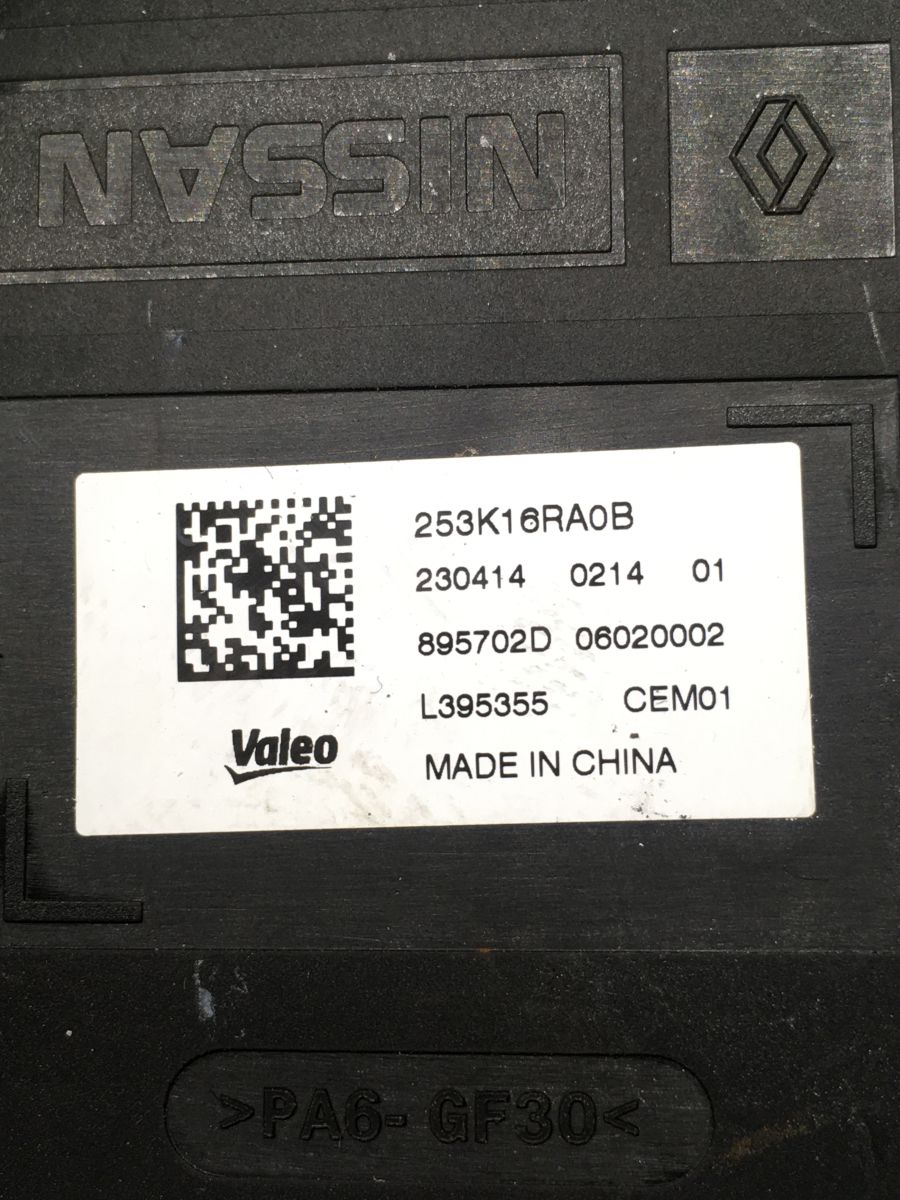 NISSAN
253K16RA0B
230414 0214 01
895702D 06020002
L395355 CEM01
Valeo
MADE IN CHINA
>PA6-GF30<